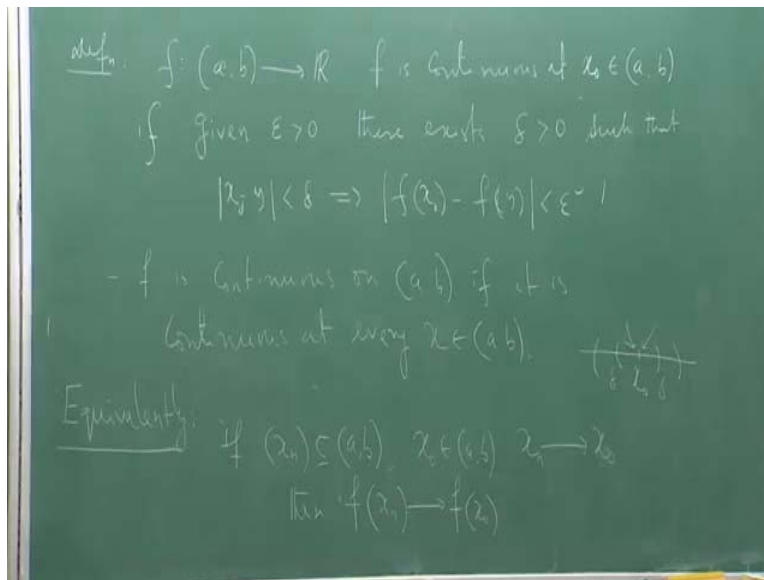 Defn. f: (a,b) ⟶ ℝ f is Continuous at x₀ ∈ (a,b)
if given ε > 0 there exists δ > 0 such that
|x₀ - y| < δ ⟹ |f(x₀) - f(y)| < ε
- f is Continuous on (a,b) if it is
Continuous at every x ∈ (a,b).
( ( ) )
δ x₀ δ
Equivalently:
if (xₙ) ⊆ (a,b) x₀ ∈ (a,b) xₙ ⟶ x₀
then f(xₙ) ⟶ f(x₀)